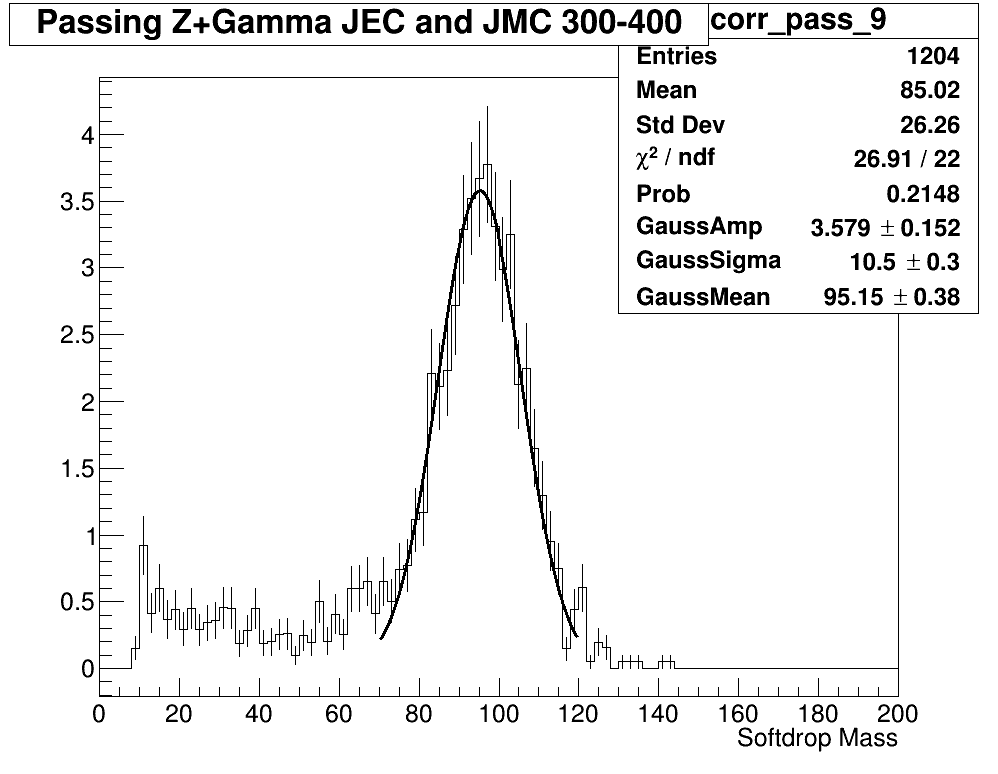 Passing Z+Gamma JEC and JMC 300-400
corr_pass_9
Entries 1204
Mean 85.02
Std Dev 26.26
χ² / ndf 26.91 / 22
Prob 0.2148
GaussAmp 3.579 ± 0.152
GaussSigma 10.5 ± 0.3
GaussMean 95.15 ± 0.38
4
3.5
3
2.5
2
1.5
1
0.5
0
0 20 40 60 80 100 120 140 160 180 200
Softdrop Mass